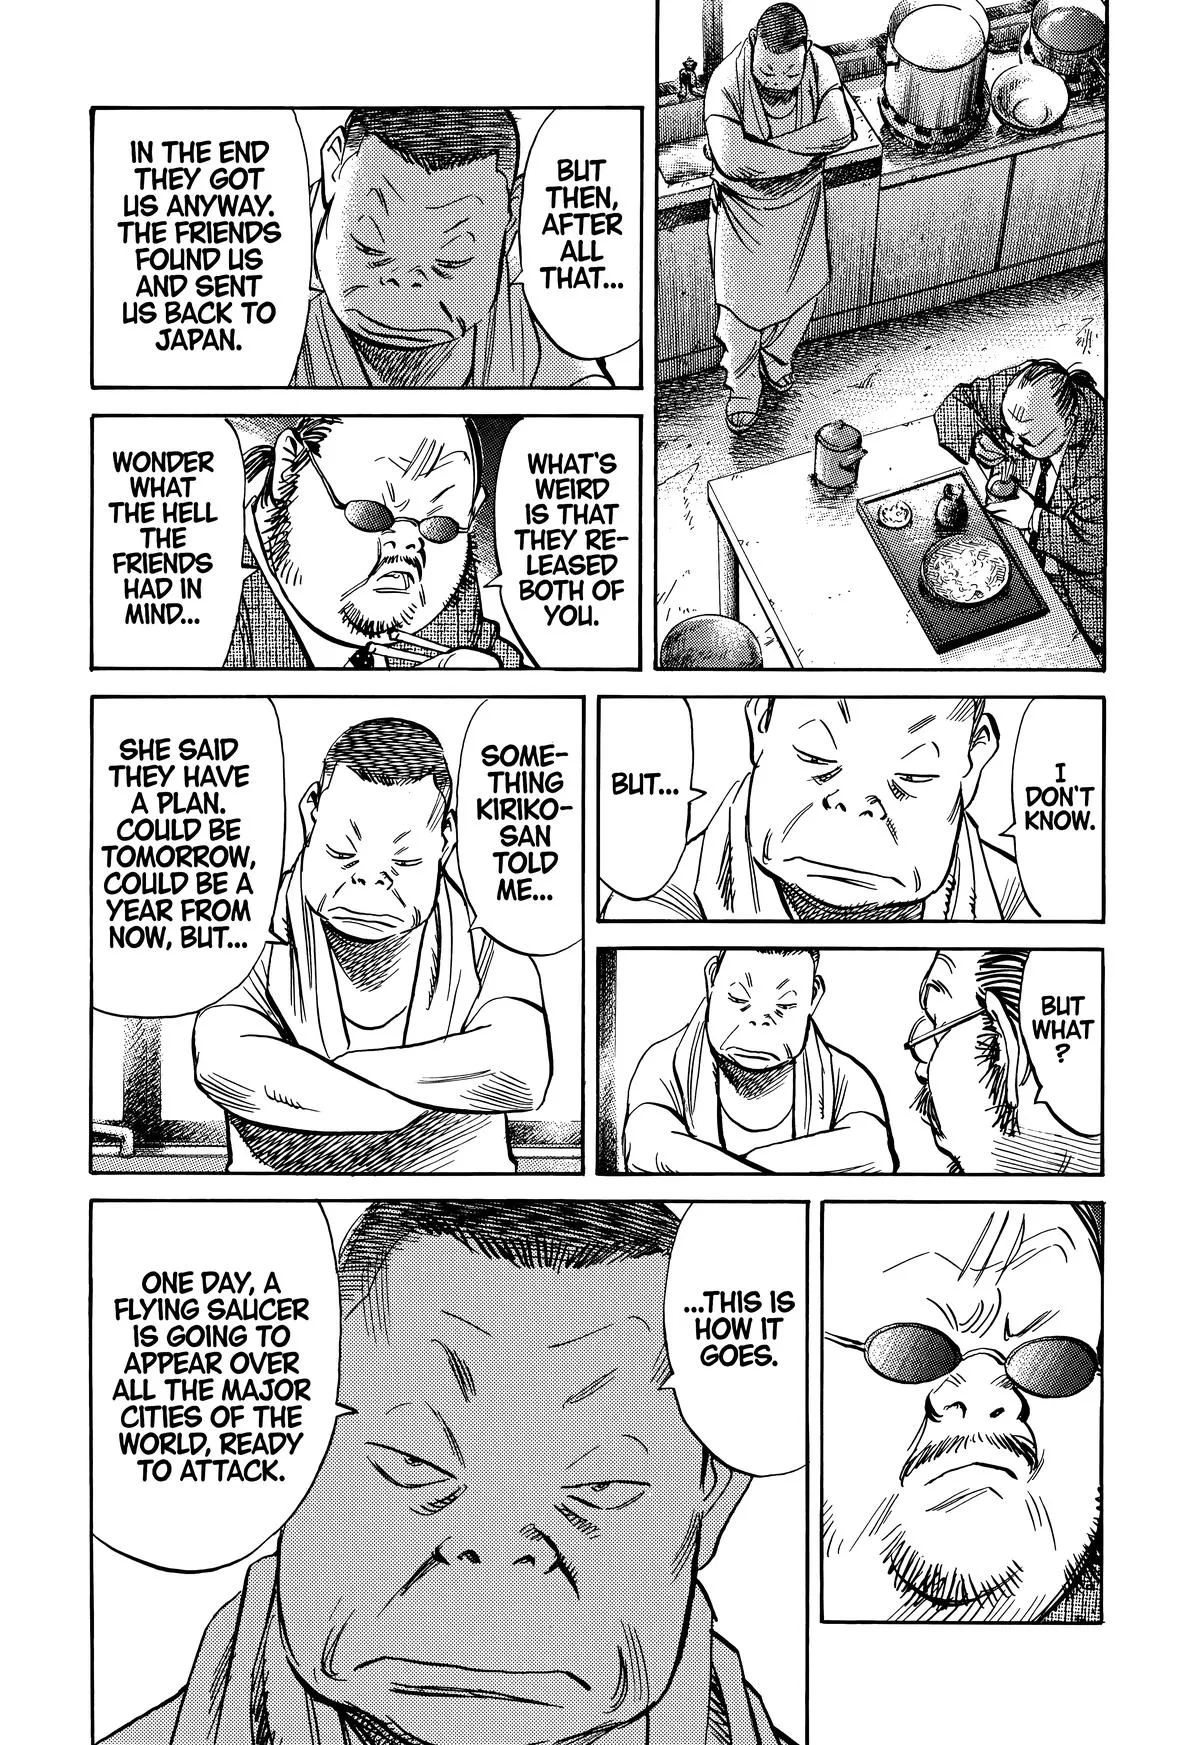 BUT
THEN,
AFTER
ALL
THAT...
IN THE END
THEY GOT
US ANYWAY.
THE FRIENDS
FOUND US
AND SENT
US BACK TO
JAPAN.
WHAT'S
WEIRD
IS THAT
THEY RE-
LEASED
BOTH OF
YOU.
WONDER
WHAT
THE HELL
THE
FRIENDS
HAD IN
MIND...
I
DON'T
KNOW.
BUT...
BUT
WHAT
?
SOME-
THING
KIRIKO-
SAN
TOLD
ME...
SHE SAID
THEY HAVE
A PLAN.
COULD BE
TOMORROW,
COULD BE A
YEAR FROM
NOW, BUT...
...THIS IS
HOW IT
GOES.
ONE DAY, A
FLYING SAUCER
IS GOING TO
APPEAR OVER
ALL THE MAJOR
CITIES OF THE
WORLD, READY
TO ATTACK.